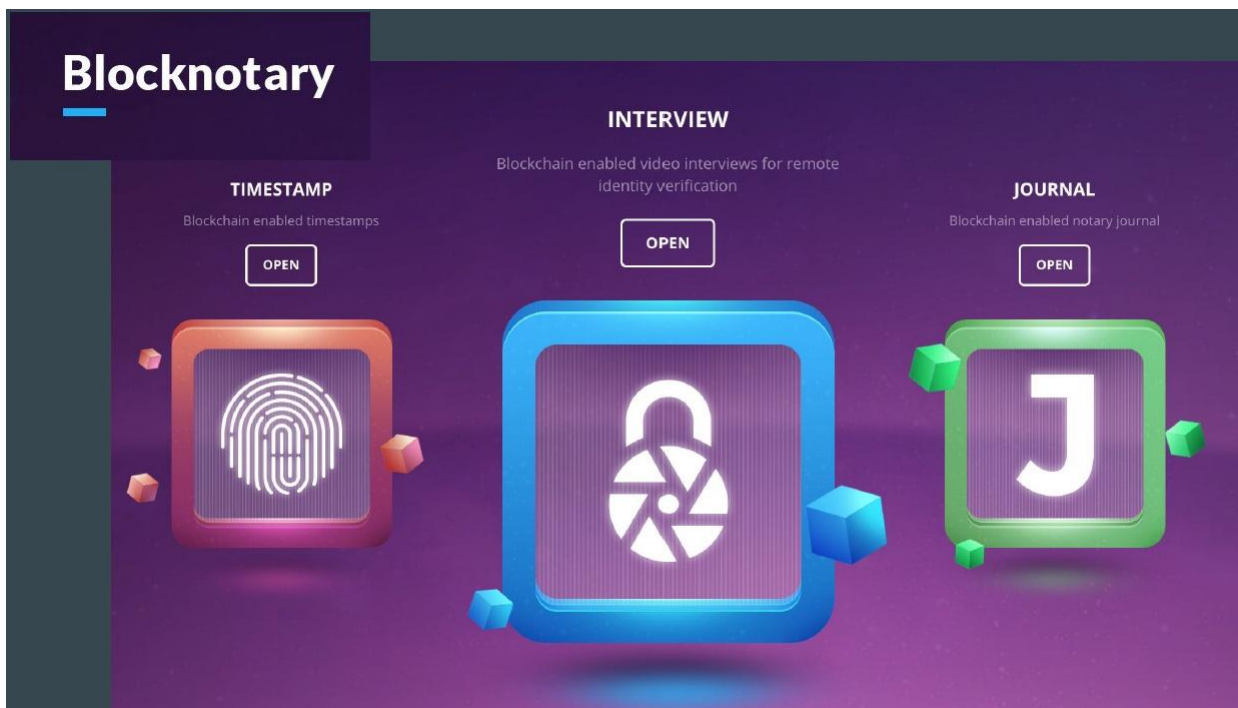 Blocknotary
TIMESTAMP
Blockchain enabled timestamps
OPEN
INTERVIEW
Blockchain enabled video interviews for remote
identity verification
OPEN
JOURNAL
Blockchain enabled notary journal
OPEN
J